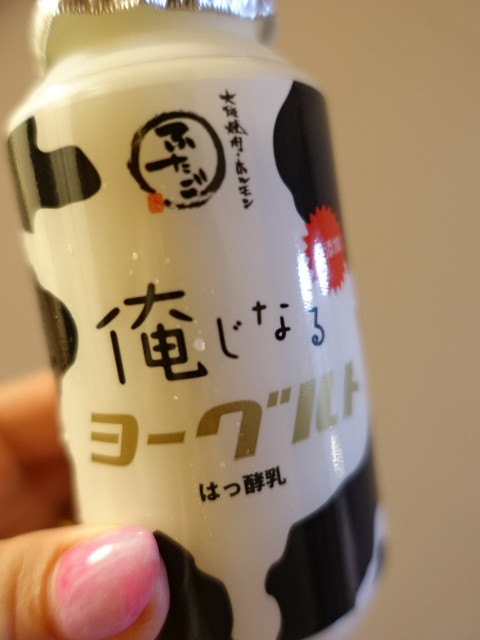 大阪焼肉・ホルモン
ふたご
俺じなる
ヨーグルト
はっ酵乳